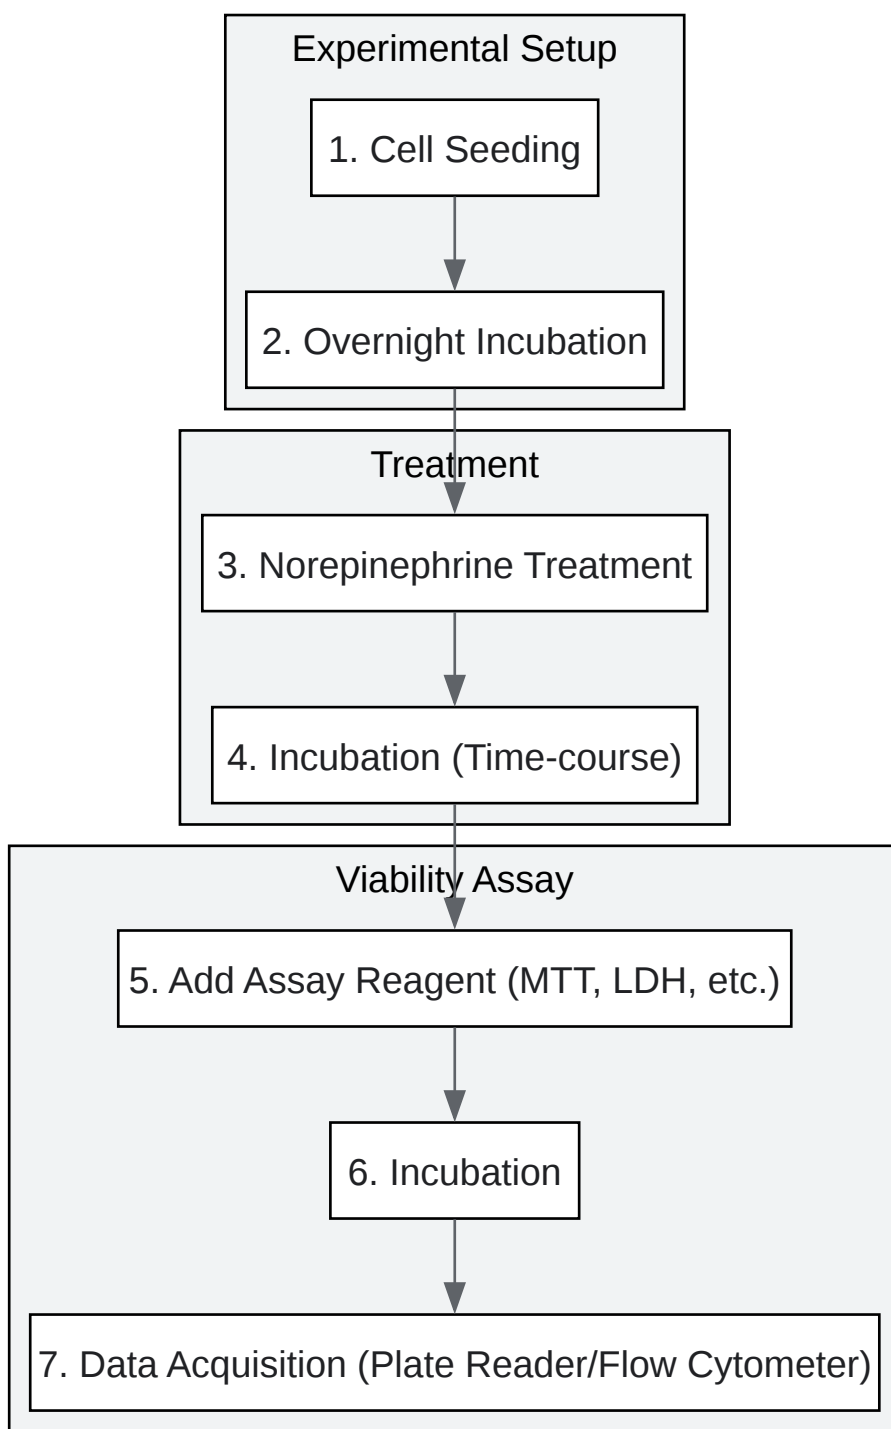 Experimental Setup
1. Cell Seeding
2. Overnight Incubation
Treatment
3. Norepinephrine Treatment
4. Incubation (Time-course)
Viability Assay
5. Add Assay Reagent (MTT, LDH, etc.)
6. Incubation
7. Data Acquisition (Plate Reader/Flow Cytometer)